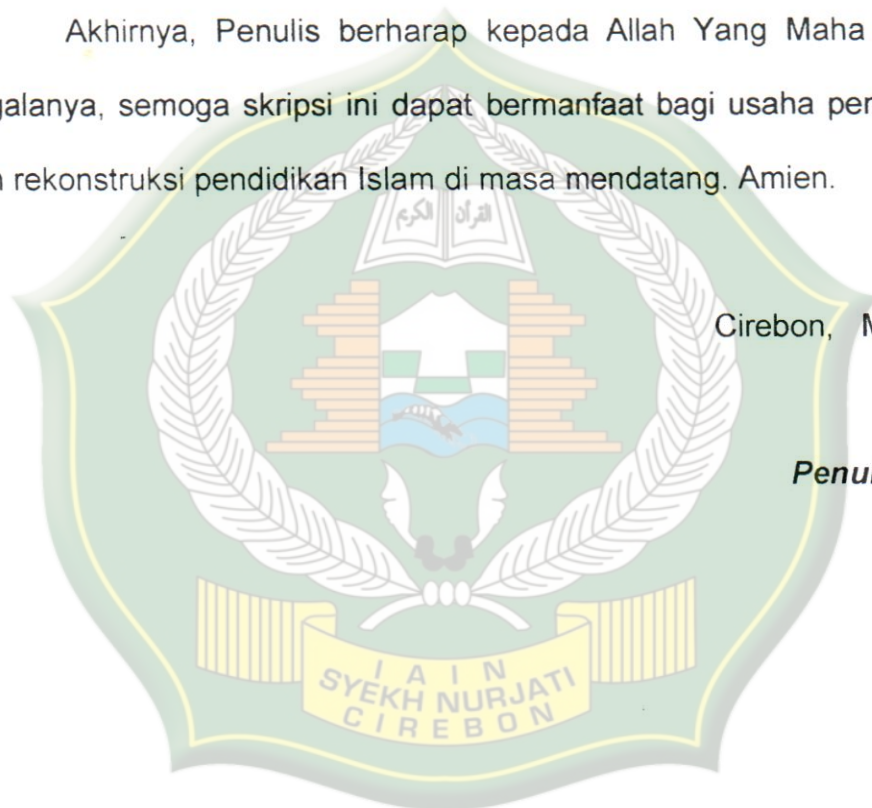 Akhirnya, Penulis berharap kepada Allah Yang Maha
galanya, semoga skripsi ini dapat bermanfaat bagi usaha per
rekonstruksi pendidikan Islam di masa mendatang. Amien.
القرآن الكريم
Cirebon, M
Penul
IAIN
SYEKH NURJATI
CIREBON